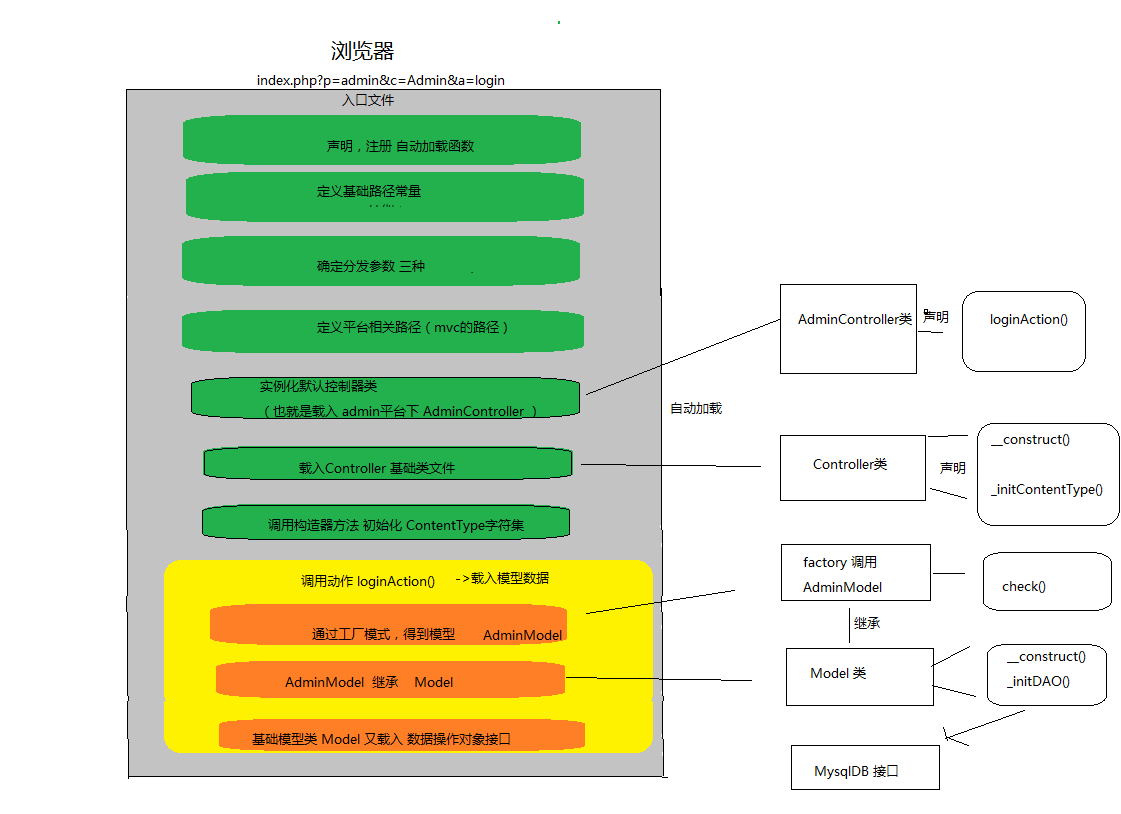 浏览器
index.php?p=admin&c=Admin&a=login
入口文件
声明，注册 自动加载函数
定义基础路径常量
确定分发参数 三种
定义平台相关路径（mvc的路径）
实例化默认控制器类
（也就是载入 admin平台下 AdminController ）
载入Controller 基础类文件
调用构造器方法 初始化 ContentType字符集
调用动作 loginAction() ->载入模型数据
通过工厂模式，得到模型 AdminModel
AdminModel 继承 Model
基础模型类 Model 又载入 数据操作对象接口
AdminController类
声明
loginAction()
自动加载
Controller类
声明
__construct()
_initContentType()
factory 调用
AdminModel
check()
继承
Model 类
__construct()
_initDAO()
MysqlDB 接口